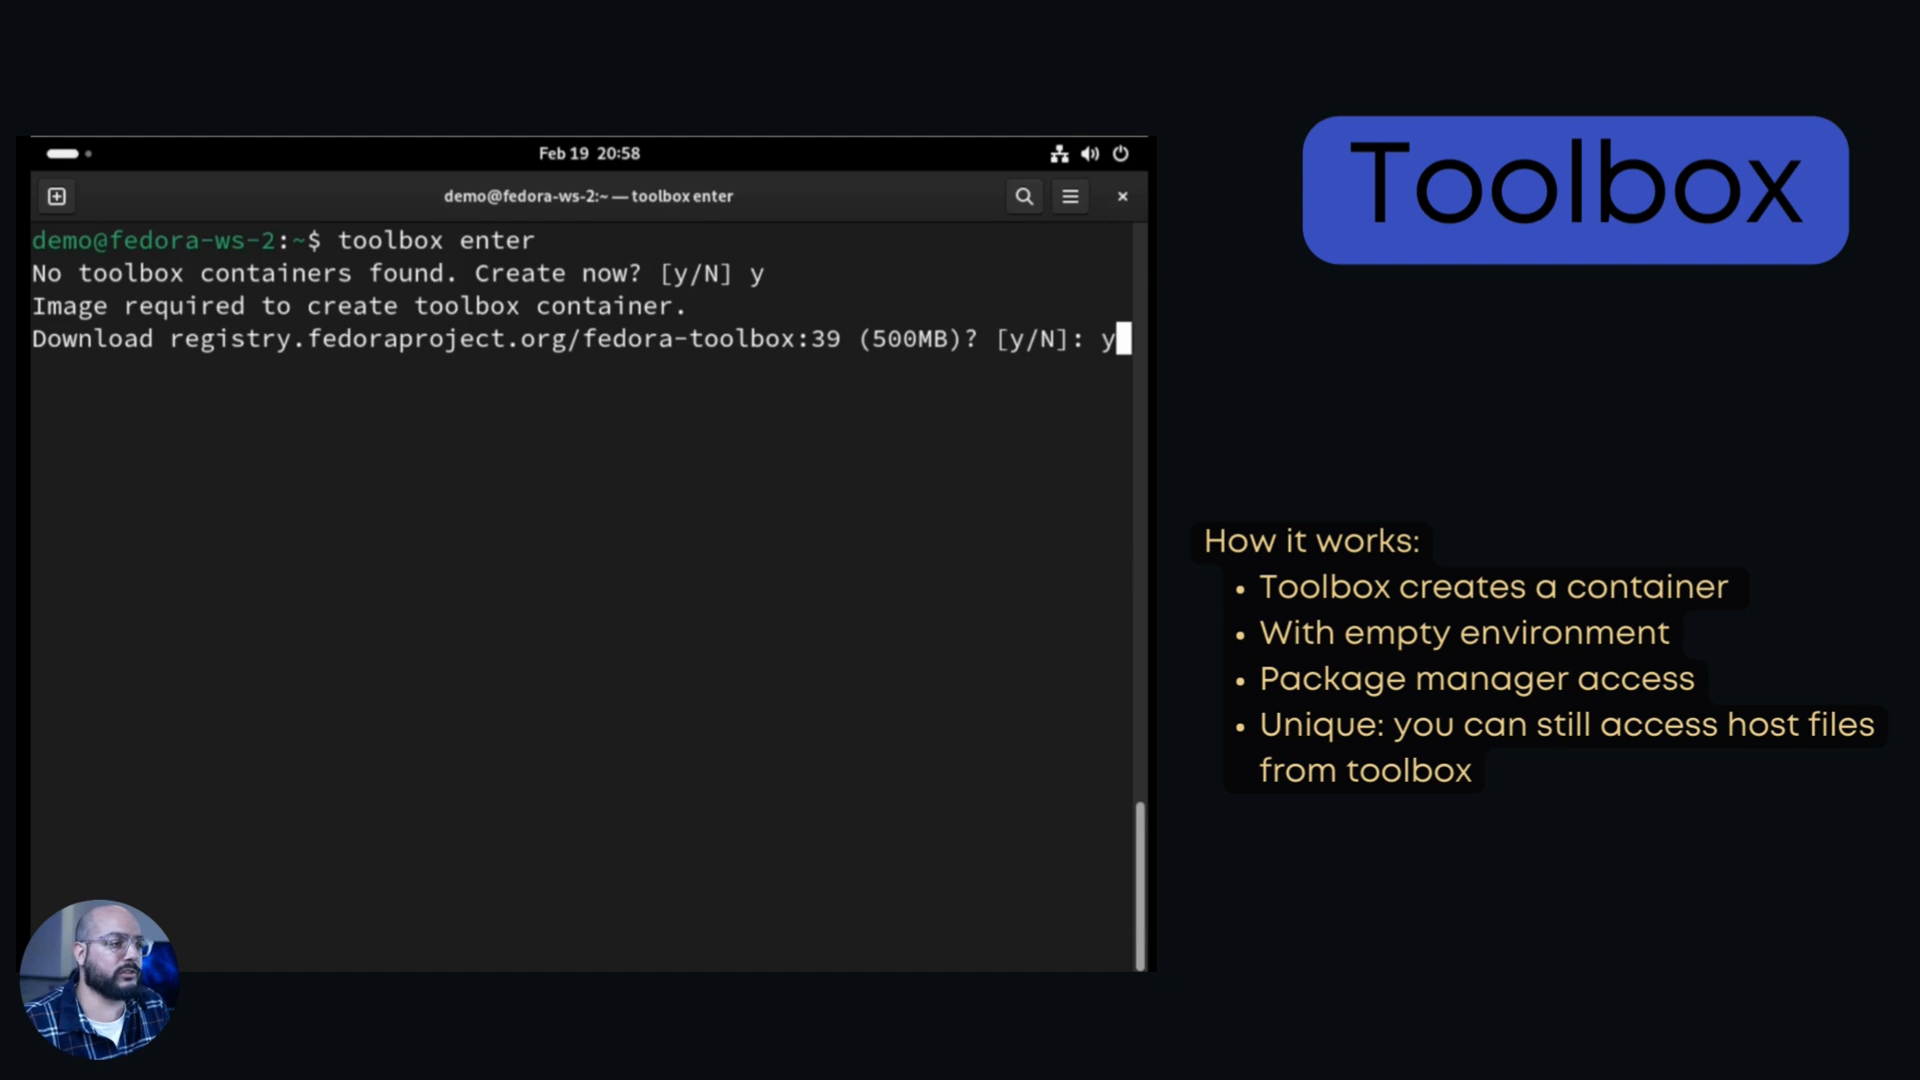 Feb 19 20:58
demo@fedora-ws-2:~ — toolbox enter
demo@fedora-ws-2:~$ toolbox enter
No toolbox containers found. Create now? [y/N] y
Image required to create toolbox container.
Download registry.fedoraproject.org/fedora-toolbox:39 (500MB)? [y/N]: y
Toolbox
How it works:
• Toolbox creates a container
• With empty environment
• Package manager access
• Unique: you can still access host files
from toolbox